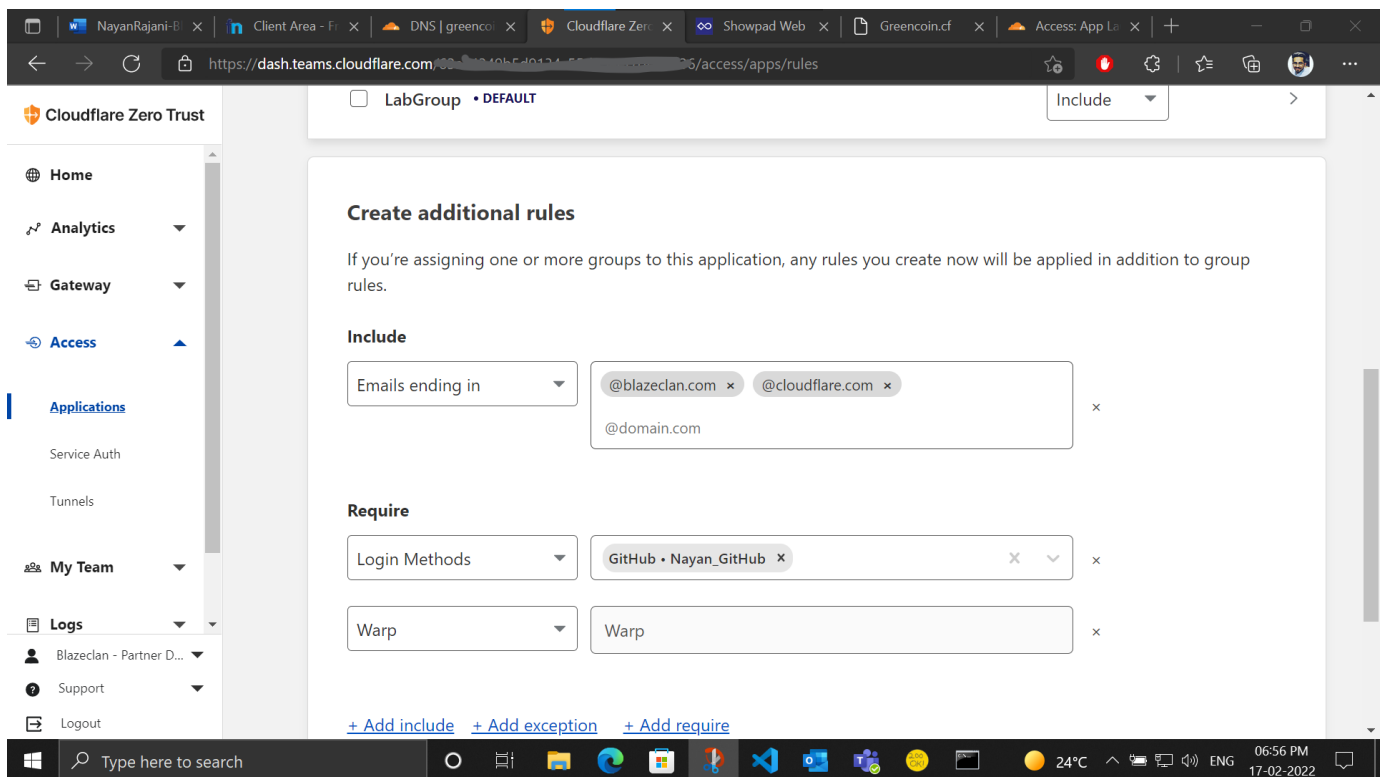 NayanRajani-B
Client Area - Fr
DNS | greencoi
Cloudflare Zero
Showpad Web
Greencoin.cf
Access: App La
https://dash.teams.cloudflare.com/ 6/access/apps/rules
Cloudflare Zero Trust
Home
Analytics
Gateway
Access
Applications
Service Auth
Tunnels
My Team
Logs
Blazeclan - Partner D...
Support
Logout
LabGroup • DEFAULT
Include
Create additional rules
If you’re assigning one or more groups to this application, any rules you create now will be applied in addition to group
rules.
Include
Emails ending in
@blazeclan.com × @cloudflare.com ×
@domain.com
Require
Login Methods
GitHub • Nayan_GitHub ×
Warp
Warp
+ Add include + Add exception + Add require
Type here to search
24°C
ENG
06:56 PM
17-02-2022